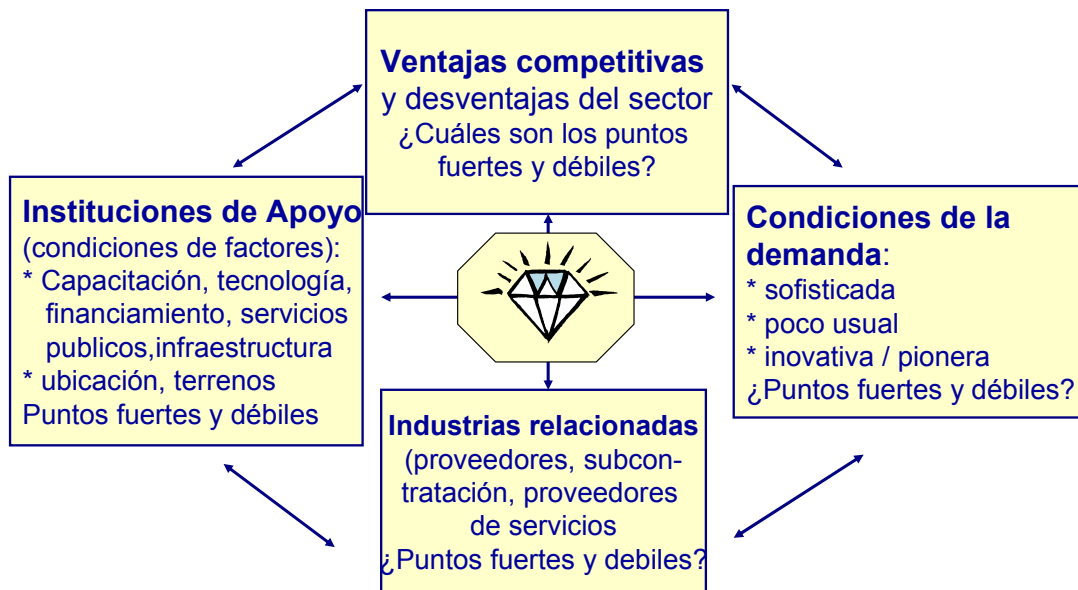 Ventajas competitivas
y desventajas del sector
¿Cuáles son los puntos
fuertes y débiles?
Instituciones de Apoyo
(condiciones de factores):
* Capacitación, tecnología,
financiamiento, servicios
publicos,infraestructura
* ubicación, terrenos
Puntos fuertes y débiles
Condiciones de la
demanda:
* sofisticada
* poco usual
* inovativa / pionera
¿Puntos fuertes y débiles?
Industrias relacionadas
(proveedores, subcon-
tratación, proveedores
de servicios
¿Puntos fuertes y debiles?